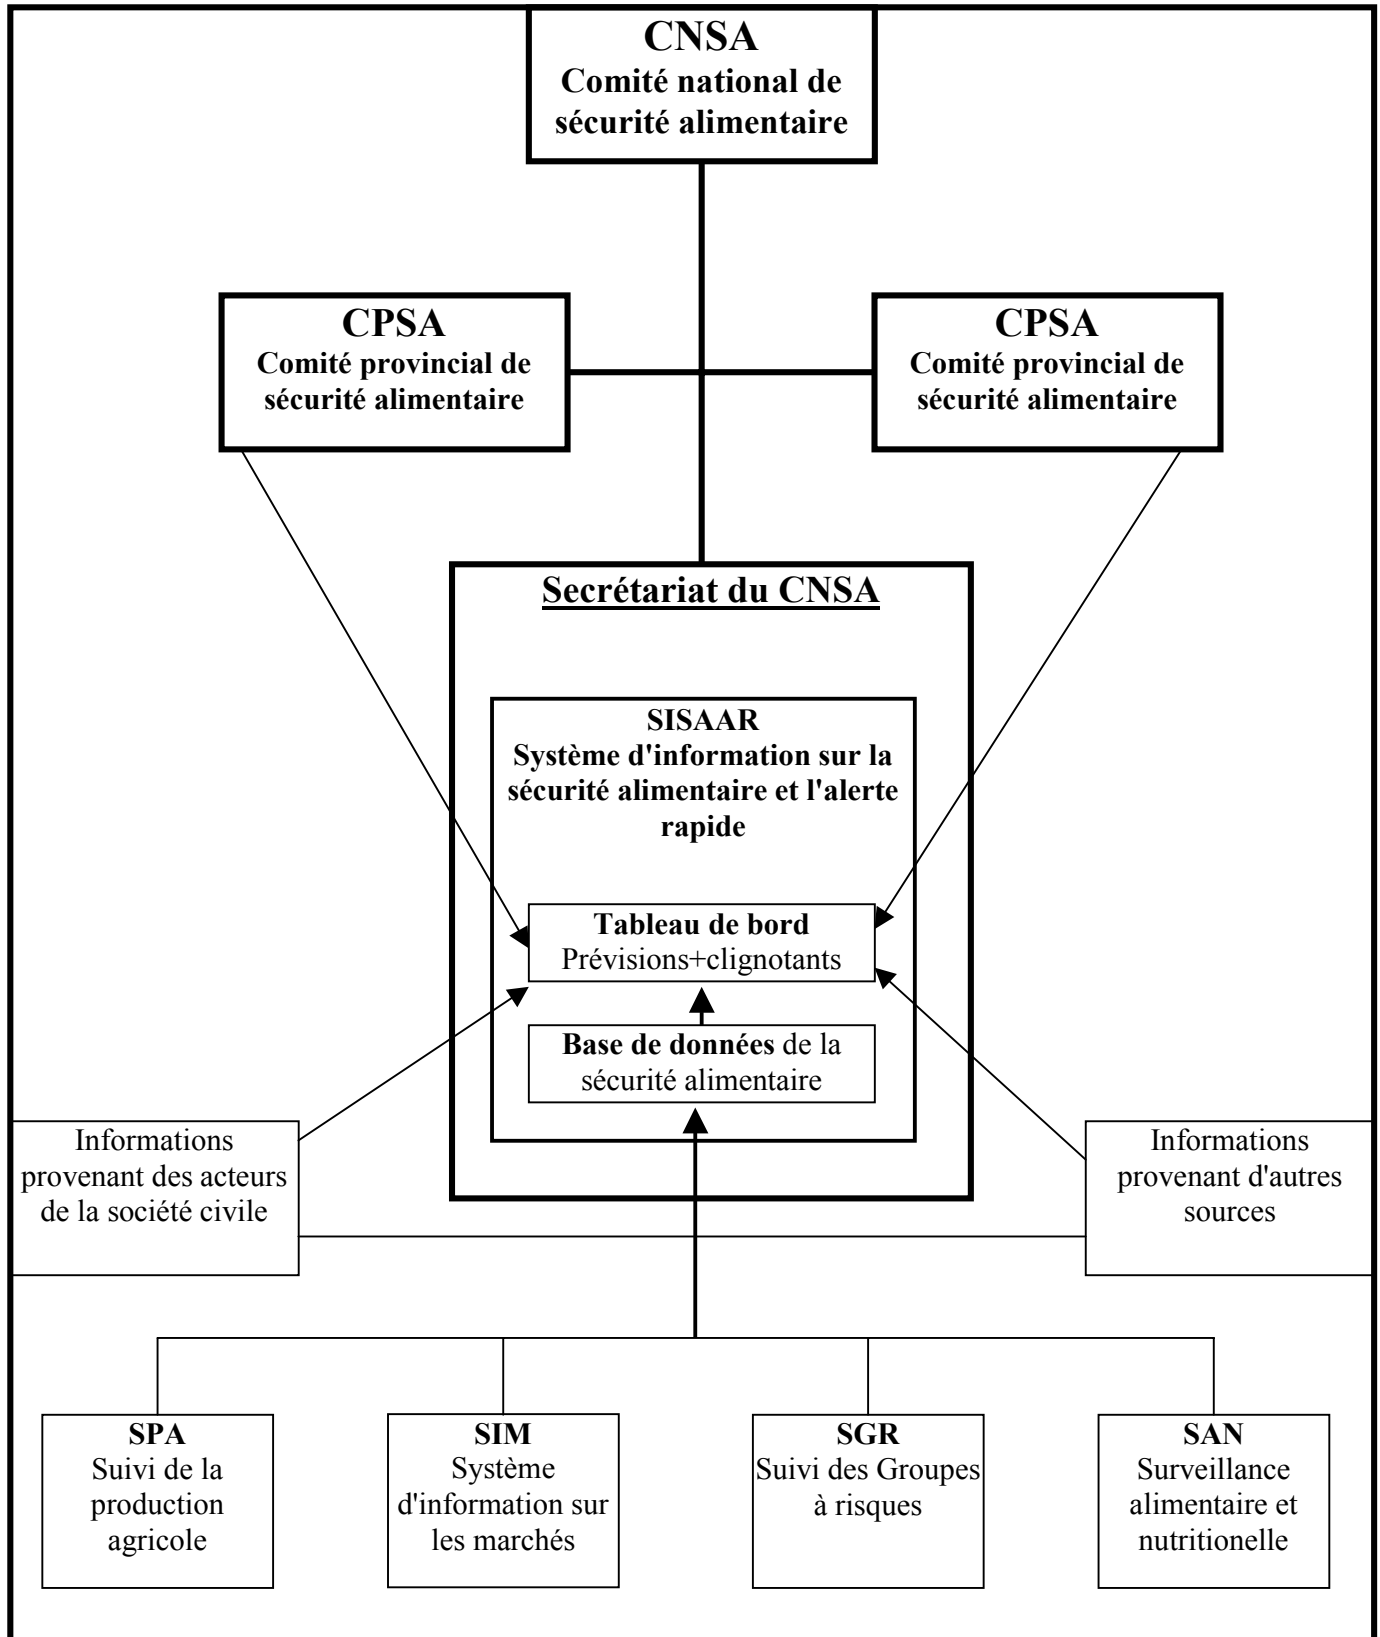 CNSA
Comité national de
sécurité alimentaire
CPSA
Comité provincial de
sécurité alimentaire
CPSA
Comité provincial de
sécurité alimentaire
Secrétariat du CNSA
SISAAR
Système d'information sur la
sécurité alimentaire et l'alerte
rapide
Tableau de bord
Prévisions+clignotants
Base de données de la
sécurité alimentaire
Informations
provenant des acteurs
de la société civile
Informations
provenant d'autres
sources
SPA
Suivi de la
production
agricole
SIM
Système
d'information sur
les marchés
SGR
Suivi des Groupes
à risques
SAN
Surveillance
alimentaire et
nutritionelle